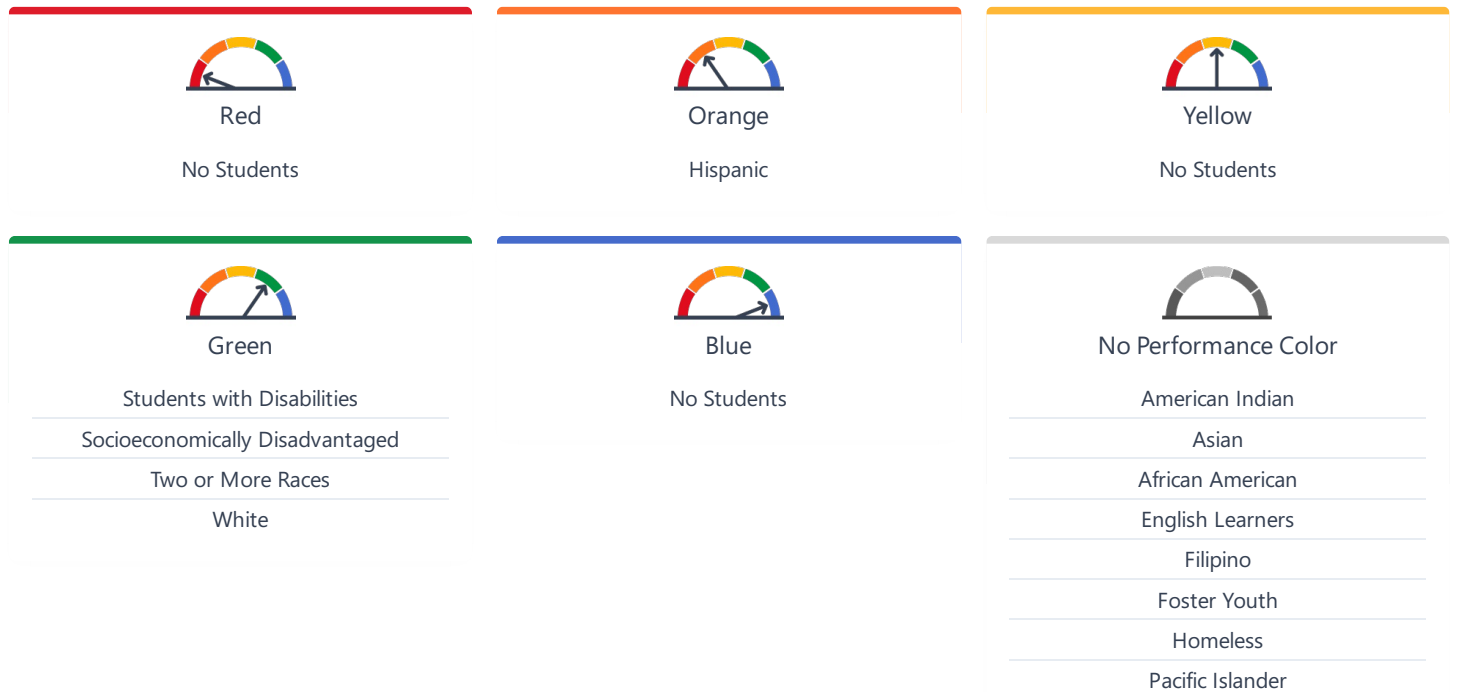 Red
No Students
Orange
Hispanic
Yellow
No Students
Green
Students with Disabilities
Socioeconomically Disadvantaged
Two or More Races
White
Blue
No Students
No Performance Color
American Indian
Asian
African American
English Learners
Filipino
Foster Youth
Homeless
Pacific Islander